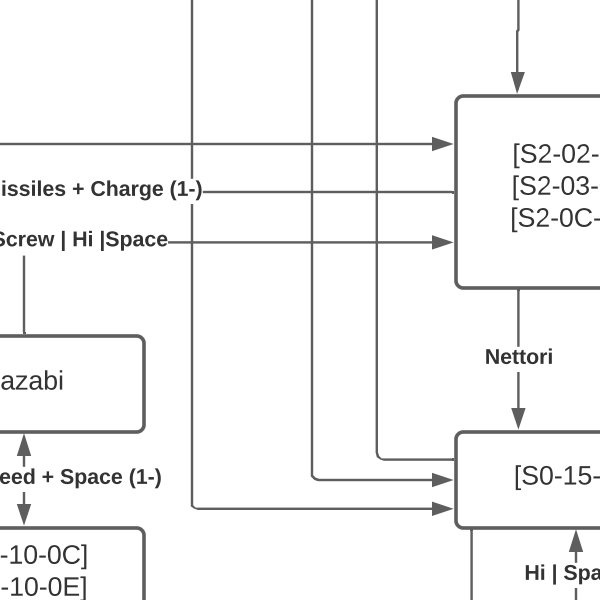 [S2-02-
[S2-03-
[S2-0C-
issiles + Charge (1-)
Screw | Hi |Space
Nettori
azabi
eed + Space (1-)
[S0-15-
-10-0C]
-10-0E]
Hi | Spa